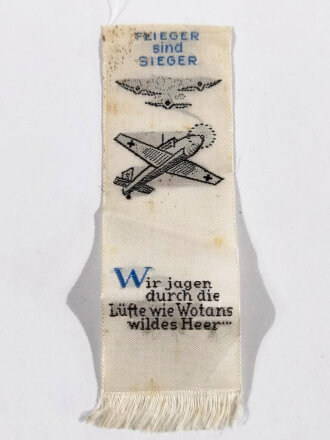 FLIEGER
sind
SIEGER
Wir jagen
durch die
Lüfte wie Wotans
wildes Heer....